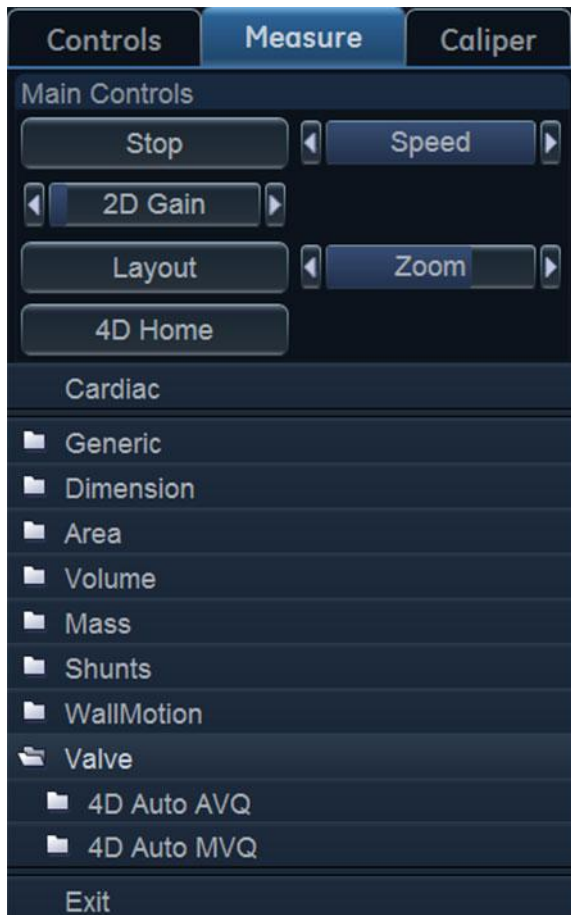 Controls Measure Caliper
Main Controls
Stop Speed
2D Gain
Layout Zoom
4D Home
Cardiac
Generic
Dimension
Area
Volume
Mass
Shunts
WallMotion
Valve
4D Auto AVQ
4D Auto MVQ
Exit